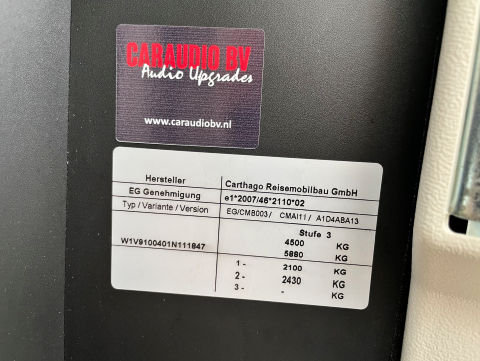 CARAUDIO BV
Audio Upgrades
www.caraudiobv.nl
Hersteller Carthago Reisemobilbau GmbH
EG Genehmigung e1*2007/46*2110*02
Typ / Variante / Version EG/CMB003/ CMAI11/ A1D4ABA13
Stufe 3
4500 KG
W1V9100401N111847 5880 KG
1 - 2100 KG
2 - 2430 KG
3 - - KG